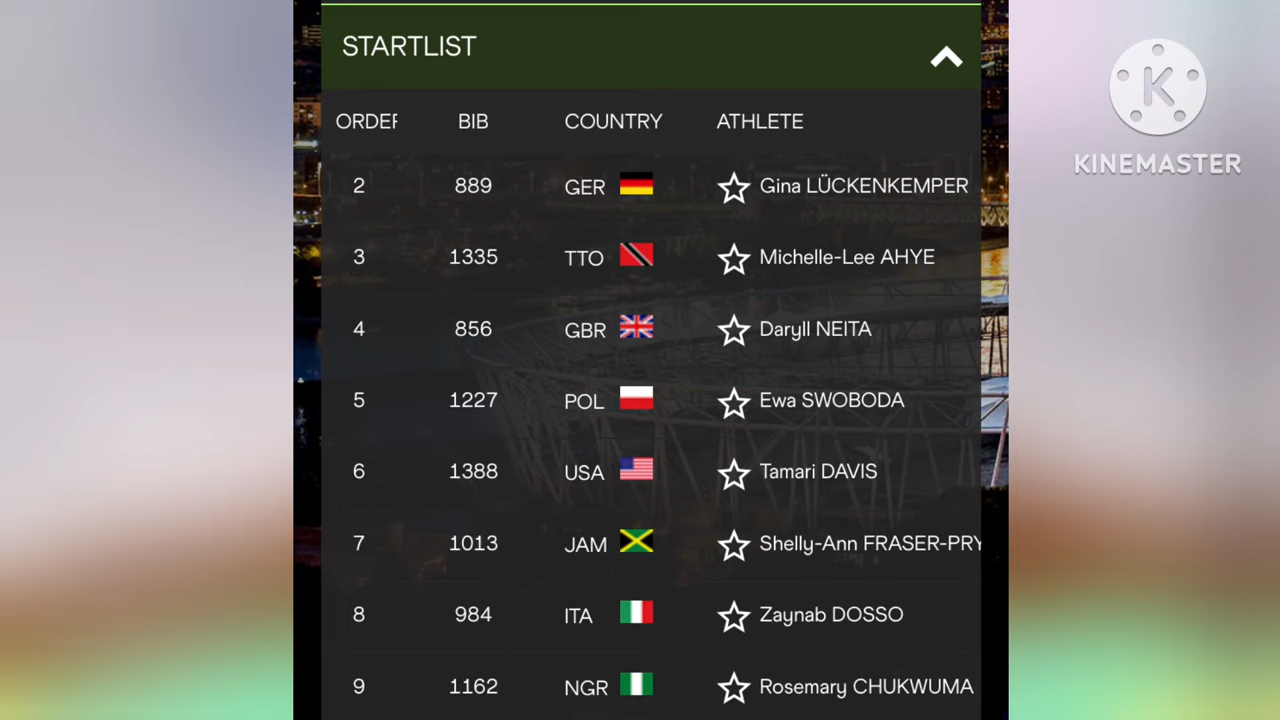 STARTLIST
K
KINEMASTER
ORDER BIB COUNTRY ATHLETE
2 889 GER Gina LÜCKENKEMPER
3 1335 TTO Michelle-Lee AHYE
4 856 GBR Daryll NEITA
5 1227 POL Ewa SWOBODA
6 1388 USA Tamari DAVIS
7 1013 JAM Shelly-Ann FRASER-PRY
8 984 ITA Zaynab DOSSO
9 1162 NGR Rosemary CHUKWUMA